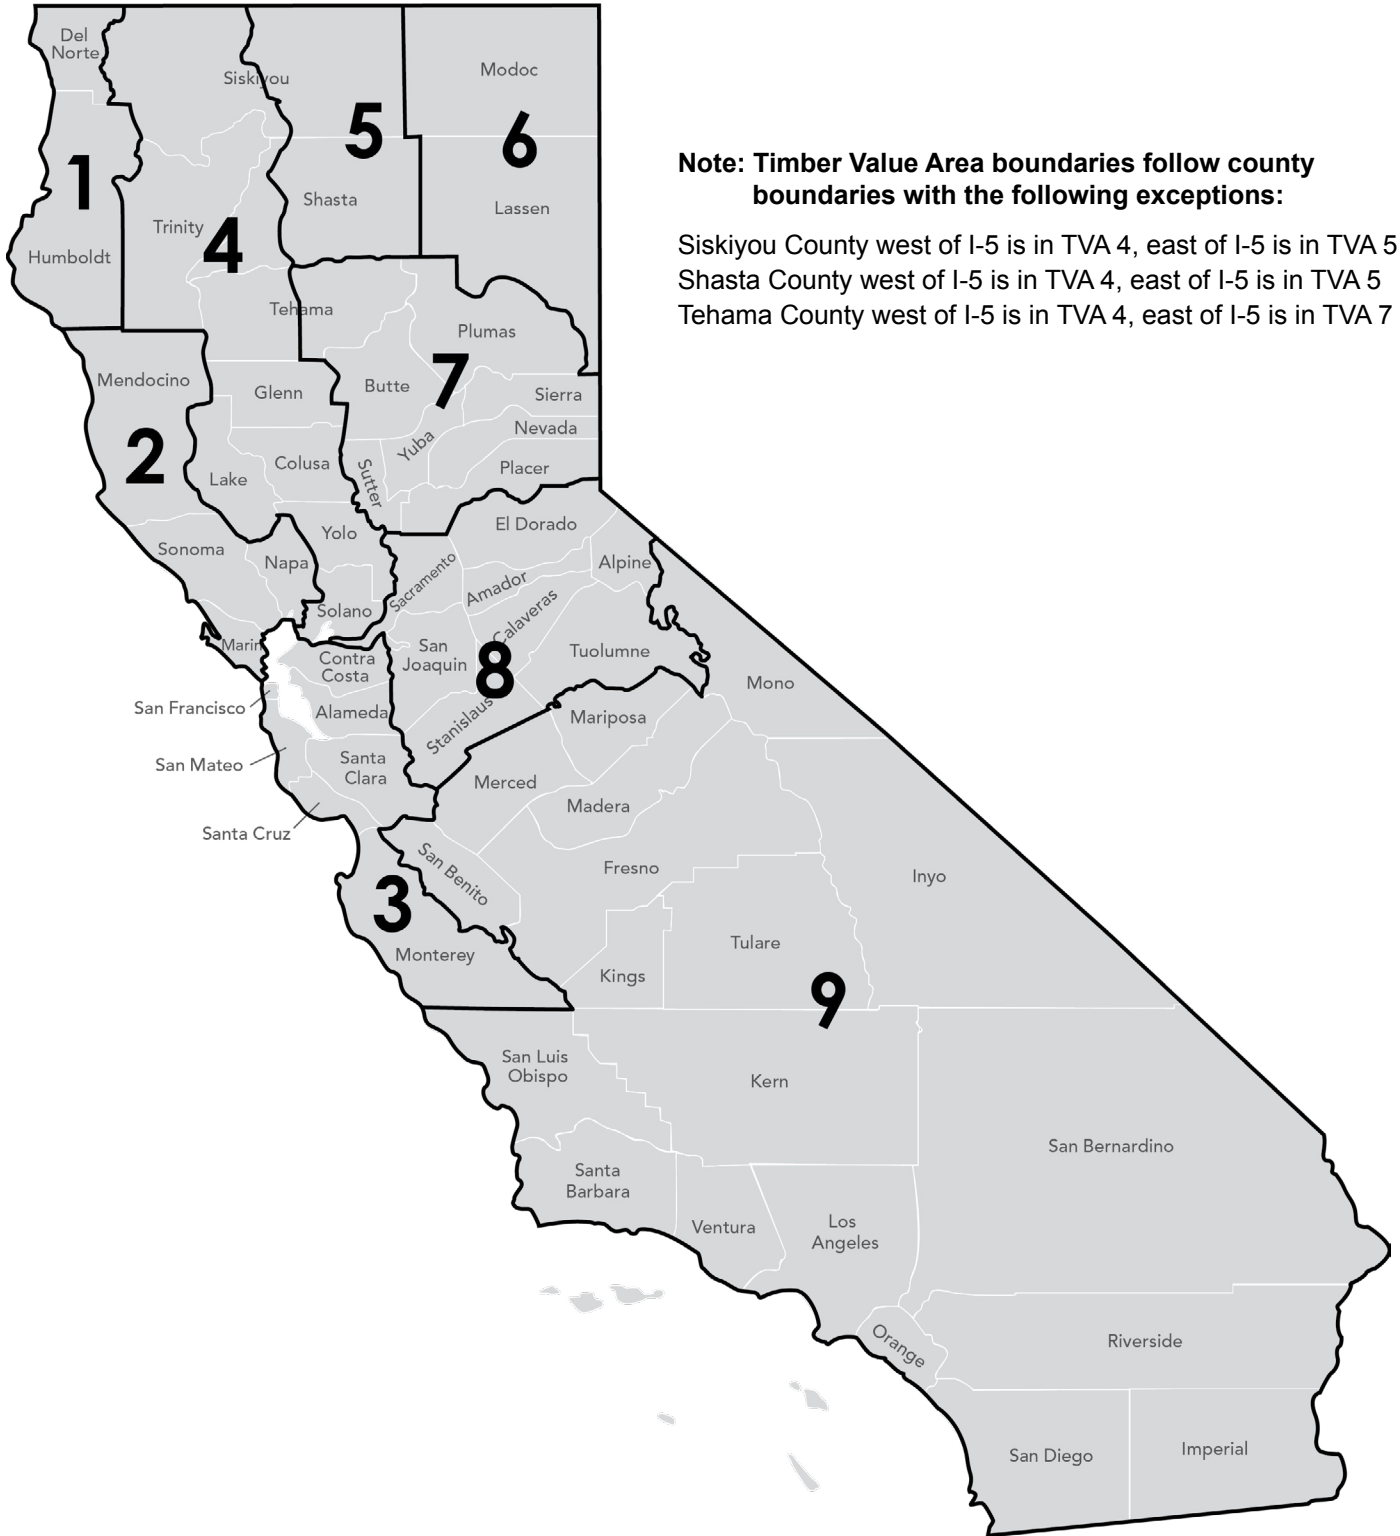 Del
Norte
Siskiyou
Modoc
5
6
1
Note: Timber Value Area boundaries follow county
boundaries with the following exceptions:
Shasta
Lassen
Trinity
4
Humboldt
Siskiyou County west of I-5 is in TVA 4, east of I-5 is in TVA 5
Shasta County west of I-5 is in TVA 4, east of I-5 is in TVA 5
Tehama County west of I-5 is in TVA 4, east of I-5 is in TVA 7
Tehama
Plumas
Mendocino
Glenn
Butte
7
Sierra
2
Nevada
Yuba
Colusa
Placer
Lake
Sutter
El Dorado
Yolo
Sonoma
Napa
Alpine
Sacramento
Amador
Solano
Calaveras
Marin
San
Joaquin
Tuolumne
Contra
Costa
8
Mono
San Francisco
Alameda
Stanislaus
Mariposa
San Mateo
Santa
Clara
Merced
Madera
Santa Cruz
San Benito
Fresno
Inyo
3
Tulare
Monterey
Kings
9
San Luis
Obispo
Kern
San Bernardino
Santa
Barbara
Ventura
Los
Angeles
Orange
Riverside
San Diego
Imperial